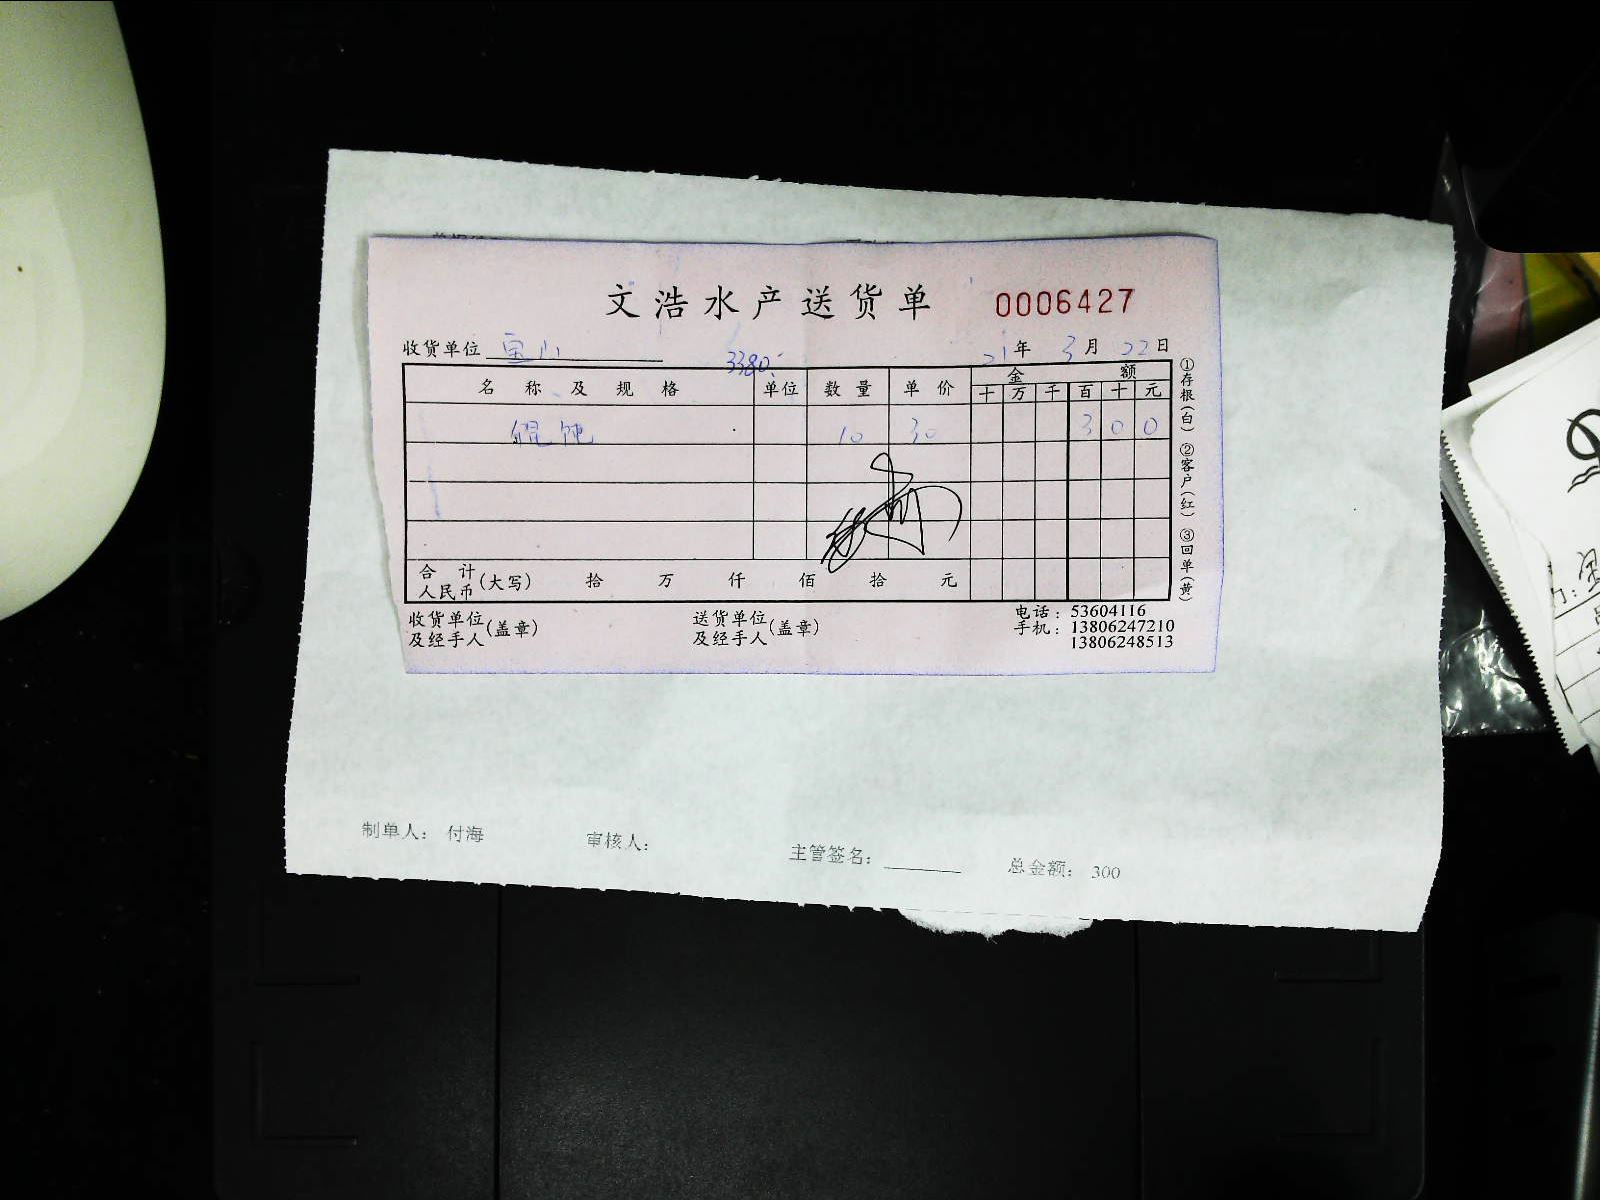 文浩水产送货单 0006427
收货单位 宝山 3380 21年 3月 22日
名称及规格 单位 数量 单价 金额
十 万 千 百 十 元
馄饨 10 30 3 0 0
合计
人民币(大写) 拾 万 仟 佰 拾 元
收货单位
及经手人(盖章)
送货单位
及经手人(盖章)
电话：53604116
手机：13806247210
13806248513
①存根(白) ②客户(红) ③回单(黄)
制单人： 付海 审核人： 主管签名： 总金额： 300